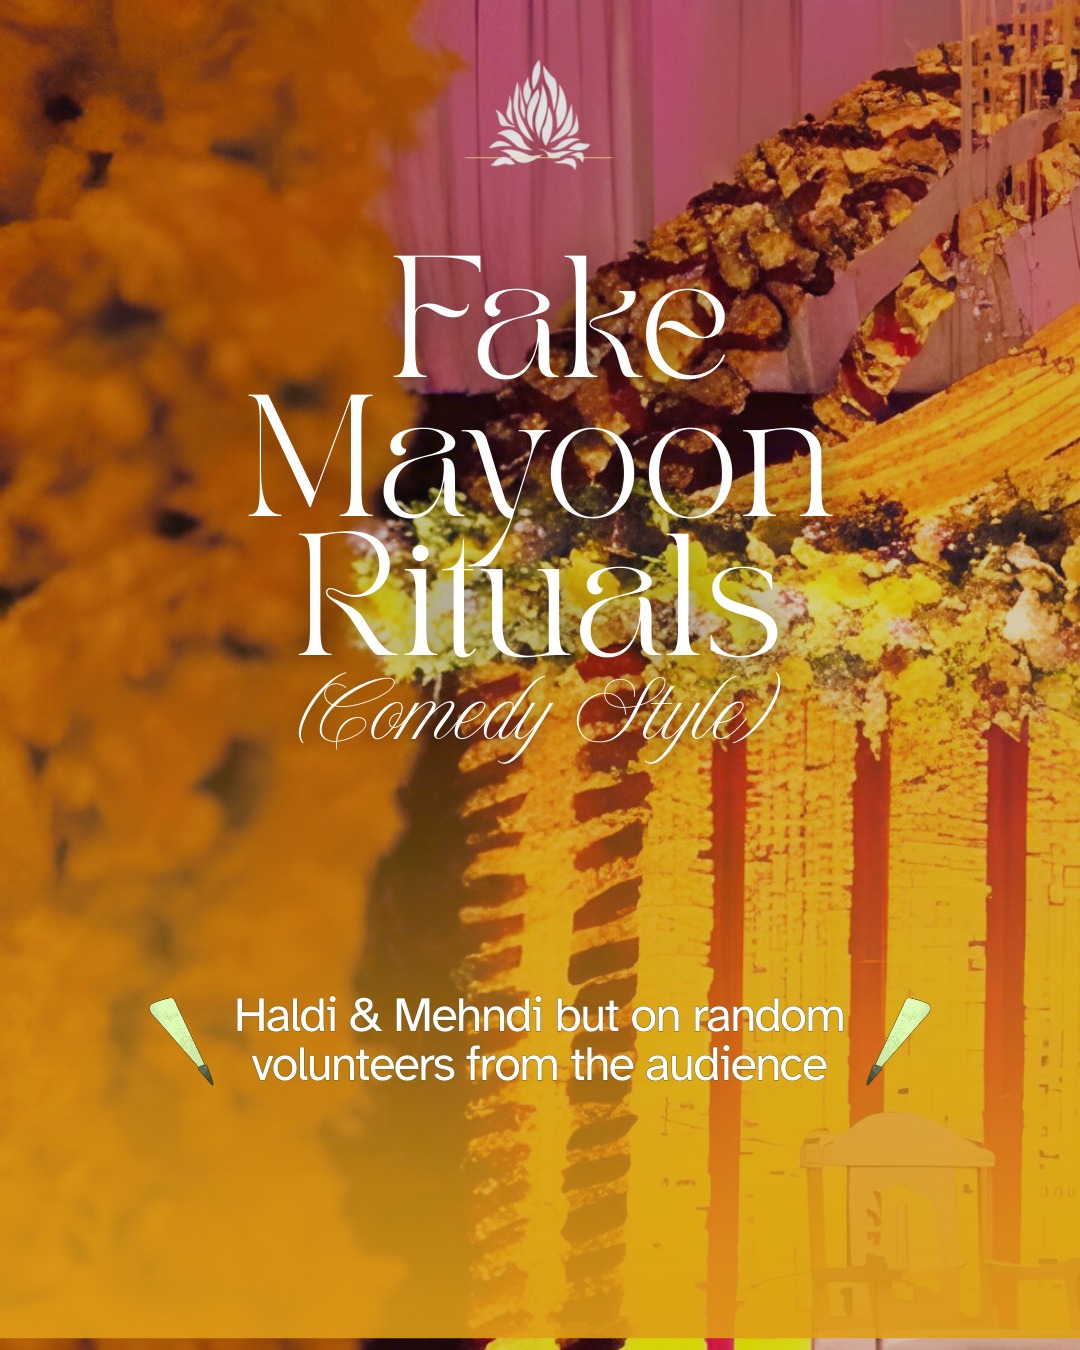 Fake
Mayoon
Rituals
(Comedy Style)
Haldi & Mehndi but on random
volunteers from the audience